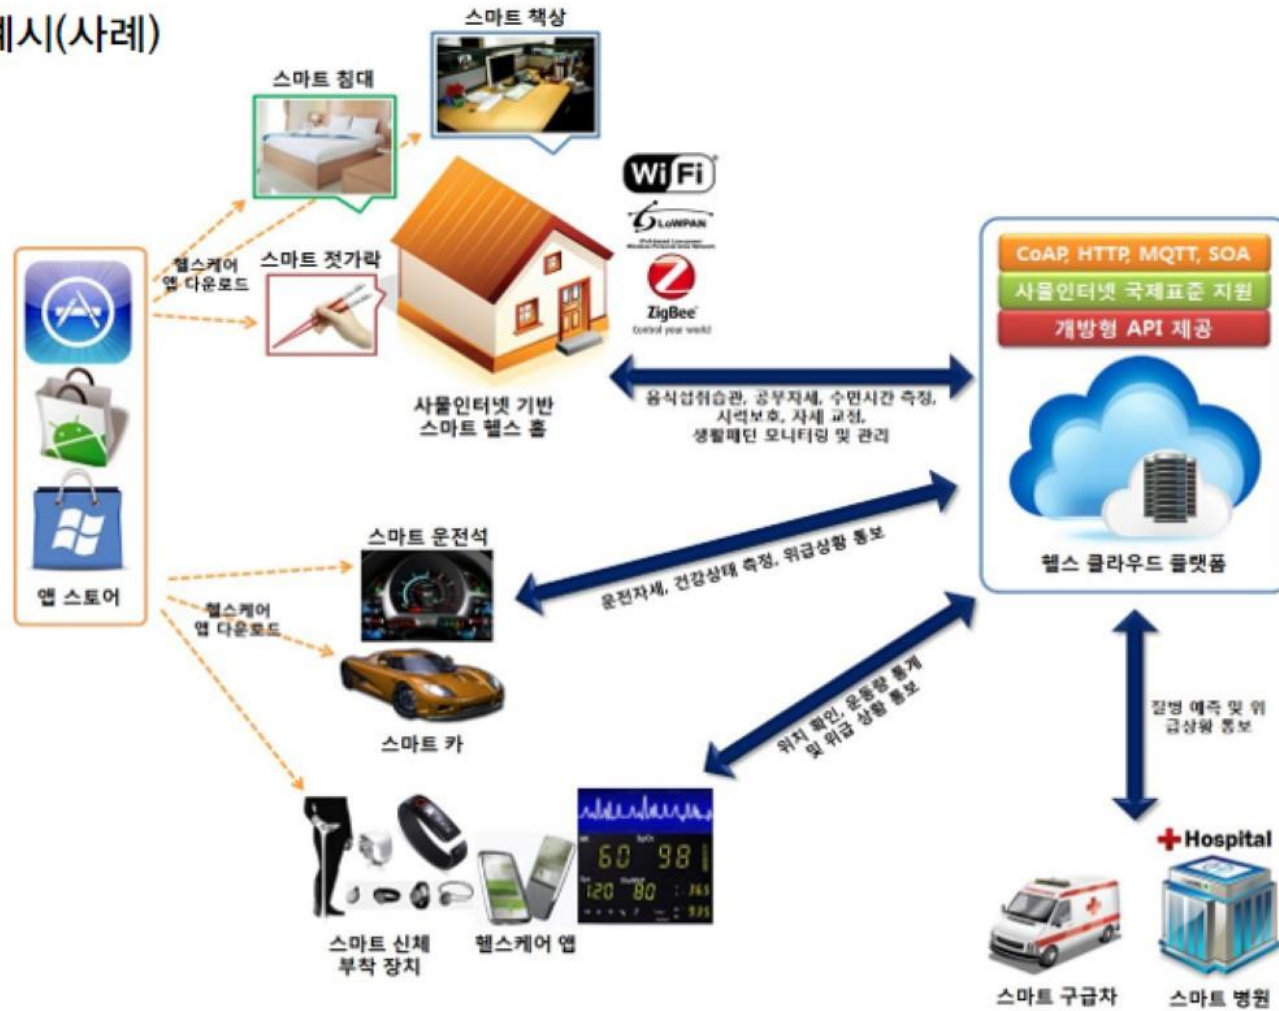 예시(사례)
스마트 책상
스마트 침대
헬스케어
앱 다운로드
스마트 젓가락
WiFi
6LoWPAN
ZigBee
Control your world
사물인터넷 기반
스마트 헬스 홈
CoAP, HTTP, MQTT, SOA
사물인터넷 국제표준 지원
개방형 API 제공
음식섭취습관, 공부자세, 수면시간 측정,
시력보호, 자세 교정,
생활패턴 모니터링 및 관리
헬스 클라우드 플랫폼
앱 스토어
스마트 운전석
헬스케어
앱 다운로드
운전자세, 건강상태 측정, 위급상황 통보
스마트 카
위치 확인, 운동량 통계
및 위급 상황 통보
질병 예측 및 위
급상황 통보
60 98
120 80
36.5
스마트 신체
부착 장치
헬스케어 앱
Hospital
스마트 구급차
스마트 병원